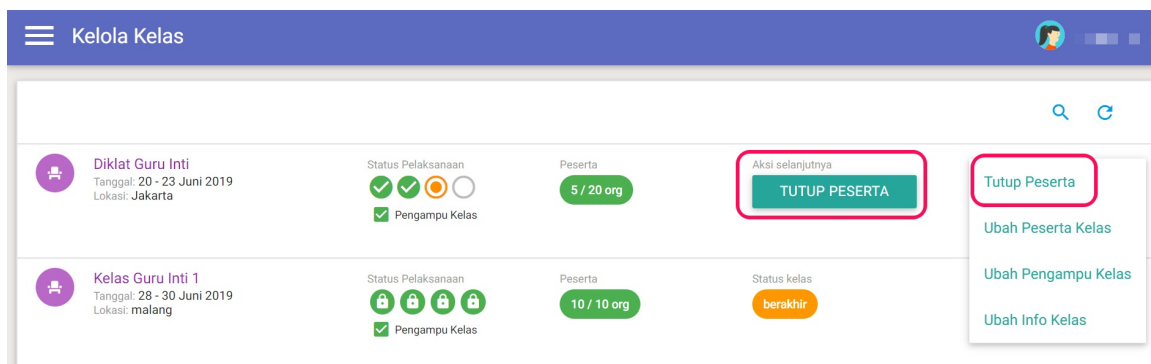 Kelola Kelas
Diklat Guru Inti
Tanggal: 20 - 23 Juni 2019
Lokasi: Jakarta
Status Pelaksanaan
Pengampu Kelas
Peserta
5 / 20 org
Aksi selanjutnya
TUTUP PESERTA
Tutup Peserta
Ubah Peserta Kelas
Ubah Pengampu Kelas
Ubah Info Kelas
Kelas Guru Inti 1
Tanggal: 28 - 30 Juni 2019
Lokasi: malang
Status Pelaksanaan
Pengampu Kelas
Peserta
10 / 10 org
Status kelas
berakhir